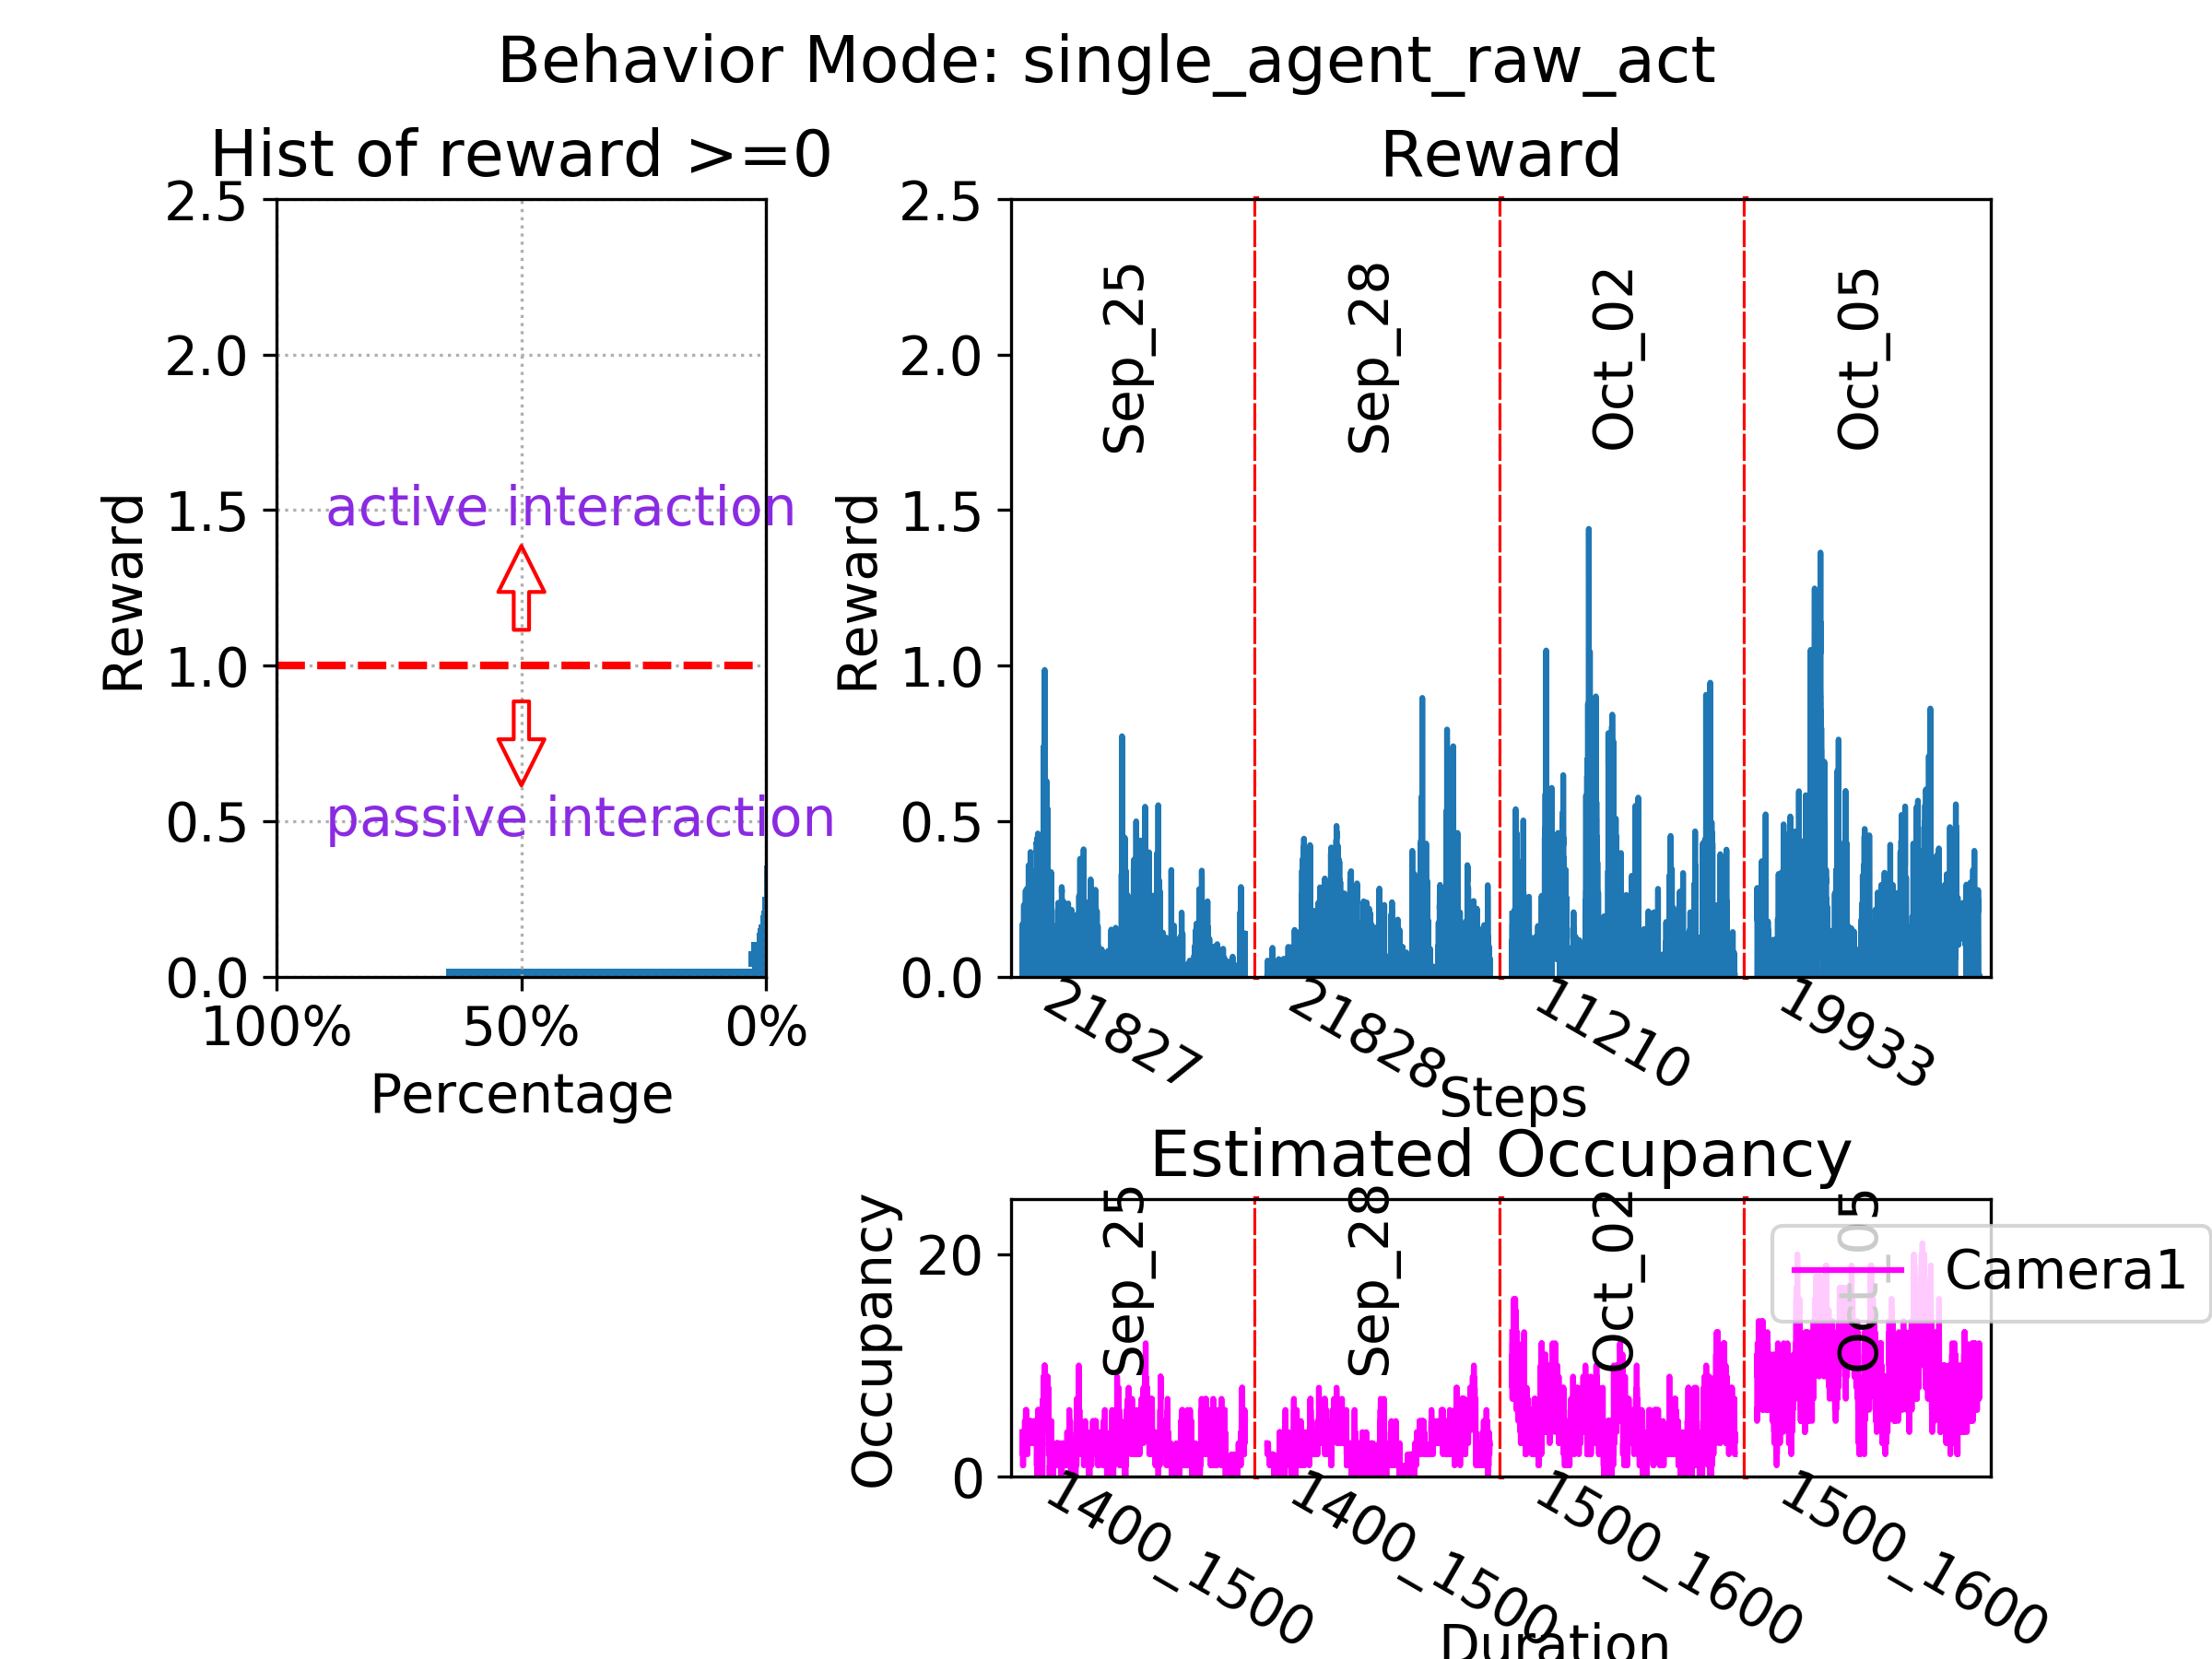 Behavior Mode: single_agent_raw_act
Hist of reward >=0
2.5
2.0
1.5
1.0
0.5
0.0
Reward
active interaction
passive interaction
100% 50% 0%
Percentage
Reward
2.5
2.0
1.5
1.0
0.5
0.0
Reward
Sep_25
Sep_28
Oct_02
Oct_05
21827
21828
11210
19933
Steps
Estimated Occupancy
20
0
Occupancy
Sep_25
Sep_28
Oct_02
Oct_05
Camera1
1400_1500
1400_1500
1500_1600
1500_1600
Duration